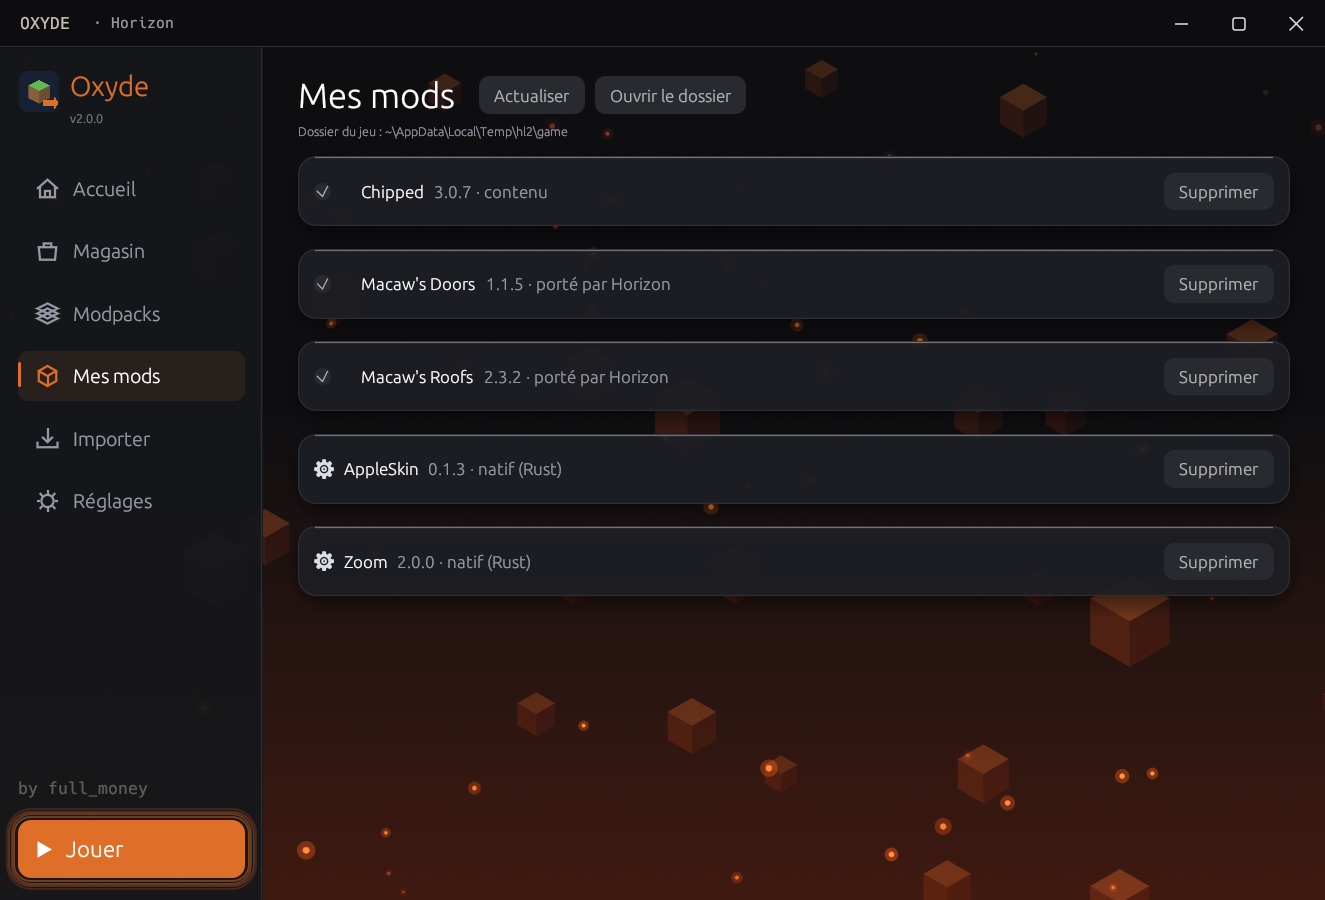 OXYDE · Horizon
Oxyde
v2.0.0
Accueil
Magasin
Modpacks
Mes mods
Importer
Réglages
by full_money
Jouer
Mes mods Actualiser Ouvrir le dossier
Dossier du jeu : ~\AppData\Local\Temp\hl2\game
Chipped 3.0.7 · contenu Supprimer
Macaw's Doors 1.1.5 · porté par Horizon Supprimer
Macaw's Roofs 2.3.2 · porté par Horizon Supprimer
AppleSkin 0.1.3 · natif (Rust) Supprimer
Zoom 2.0.0 · natif (Rust) Supprimer